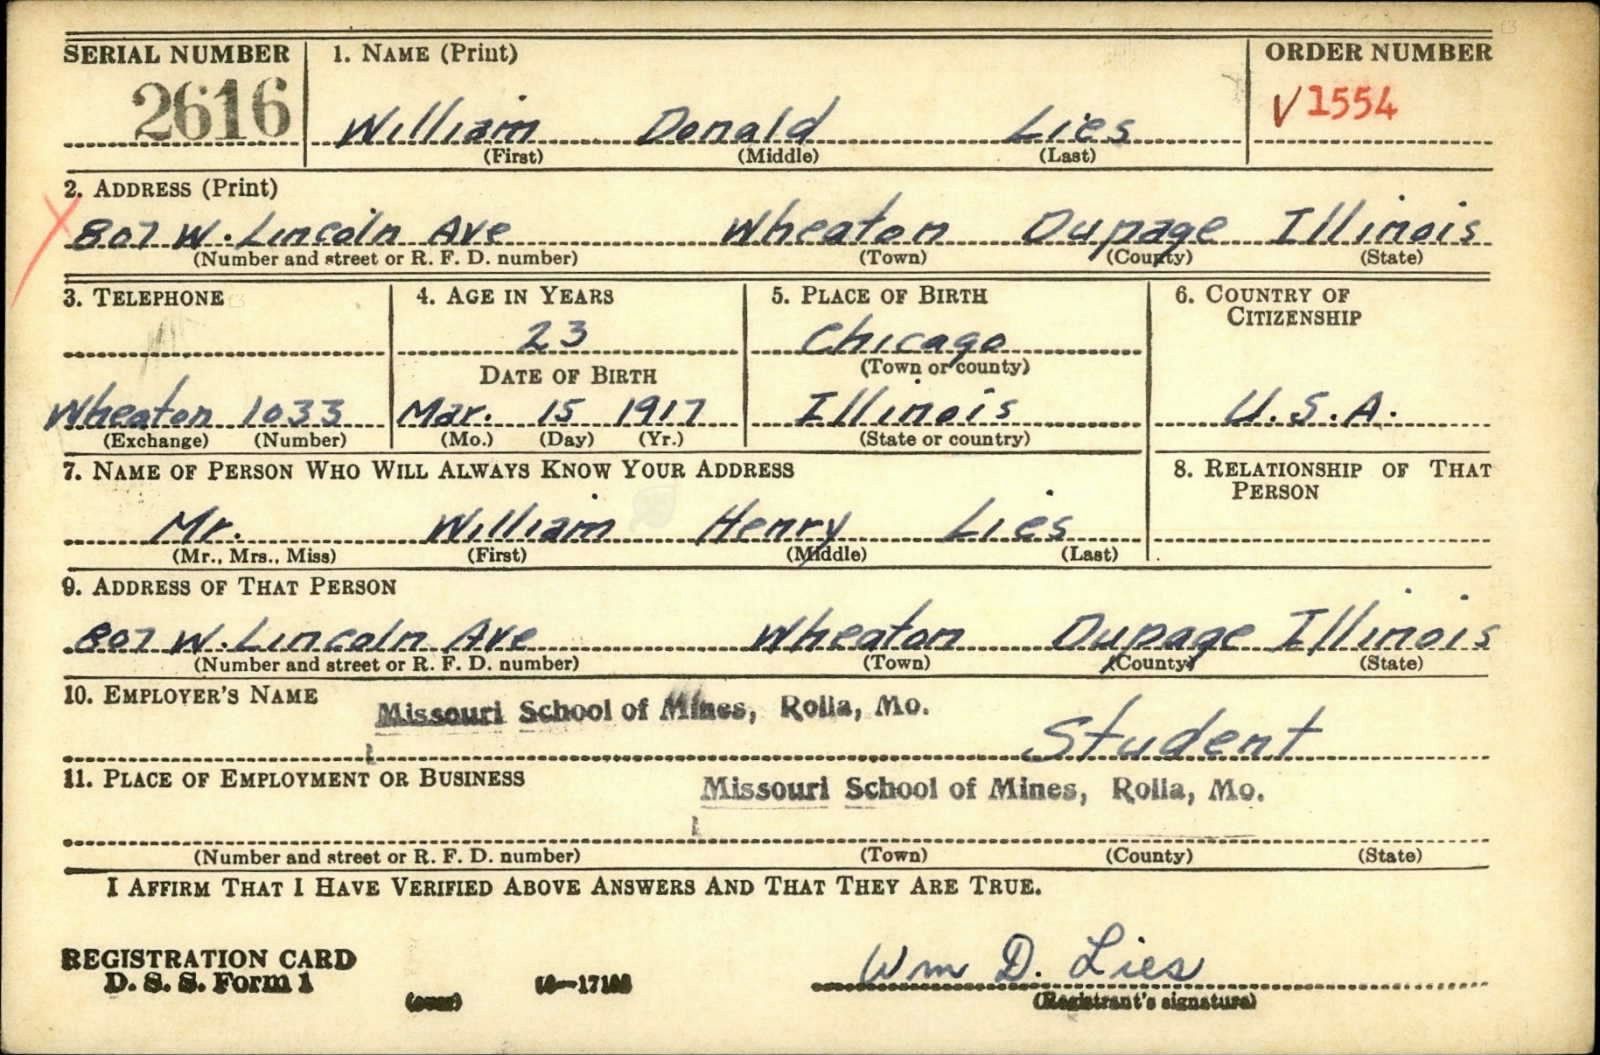 SERIAL NUMBER 1. NAME (Print) ORDER NUMBER
2616 William Donald Lies V1554
(First) (Middle) (Last)
2. ADDRESS (Print)
X 807 W. Lincoln Ave Wheaton Dupage Illinois
(Number and street or R. F. D. number) (Town) (County) (State)
3. TELEPHONE 4. AGE IN YEARS 5. PLACE OF BIRTH 6. COUNTRY OF
CITIZENSHIP
23 Chicago
(Town or county)
DATE OF BIRTH
Wheaton 1033 Mar. 15 1917 Illinois U.S.A.
(Exchange) (Number) (Mo.) (Day) (Yr.) (State or country)
7. NAME OF PERSON WHO WILL ALWAYS KNOW YOUR ADDRESS 8. RELATIONSHIP OF THAT
PERSON
Mr. William Henry Lies
(Mr., Mrs., Miss) (First) (Middle) (Last)
9. ADDRESS OF THAT PERSON
807 W. Lincoln Ave Wheaton Dupage Illinois
(Number and street or R. F. D. number) (Town) (County) (State)
10. EMPLOYER'S NAME
Missouri School of Mines, Rolla, Mo.
Student
11. PLACE OF EMPLOYMENT OR BUSINESS
Missouri School of Mines, Rolla, Mo.
(Number and street or R. F. D. number) (Town) (County) (State)
I AFFIRM THAT I HAVE VERIFIED ABOVE ANSWERS AND THAT THEY ARE TRUE.
REGISTRATION CARD
D. S. S. Form 1 Wm D. Lies
(over) (Registrant's signature)